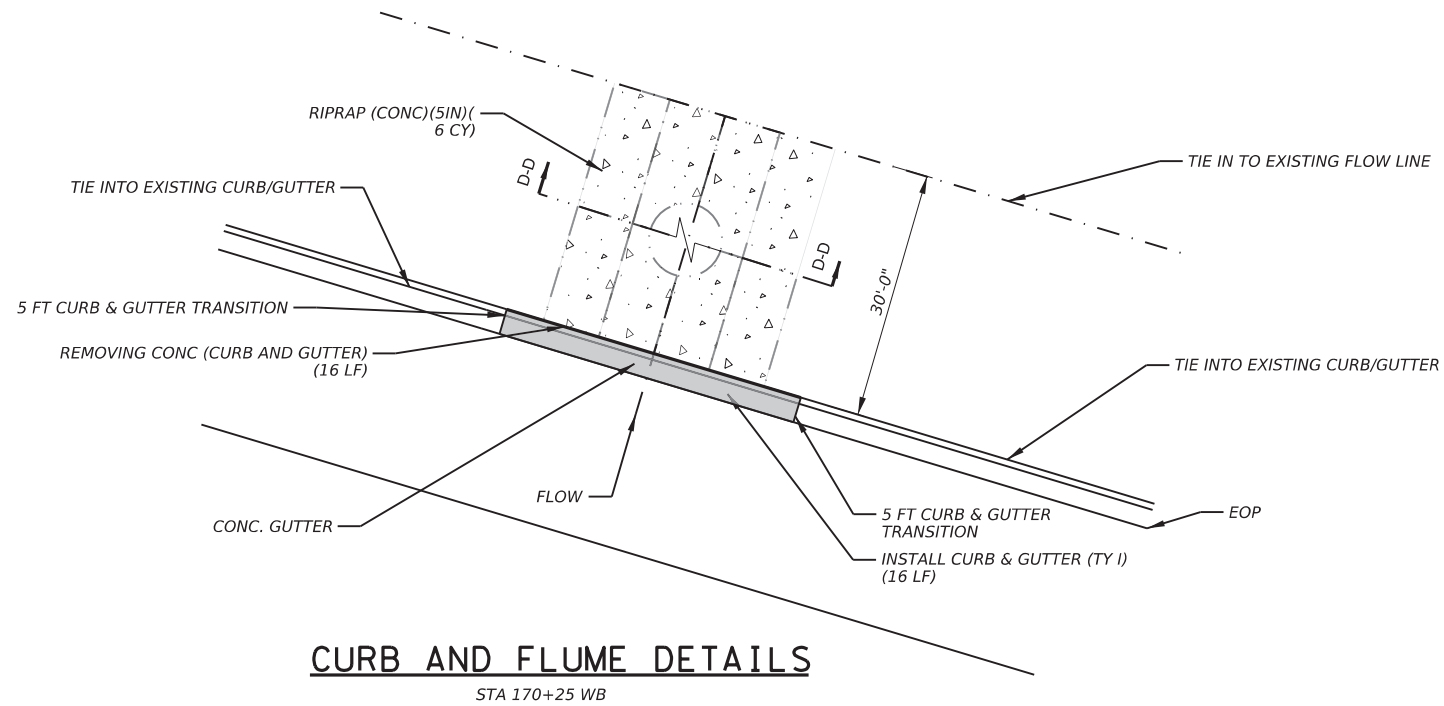 RIPRAP (CONC)(5IN)(
6 CY)
D-D
TIE IN TO EXISTING FLOW LINE
TIE INTO EXISTING CURB/GUTTER
D-D
30'-0"
5 FT CURB & GUTTER TRANSITION
REMOVING CONC (CURB AND GUTTER)
(16 LF)
TIE INTO EXISTING CURB/GUTTER
FLOW
CONC. GUTTER
5 FT CURB & GUTTER
TRANSITION
EOP
INSTALL CURB & GUTTER (TY I)
(16 LF)
CURB AND FLUME DETAILS
STA 170+25 WB